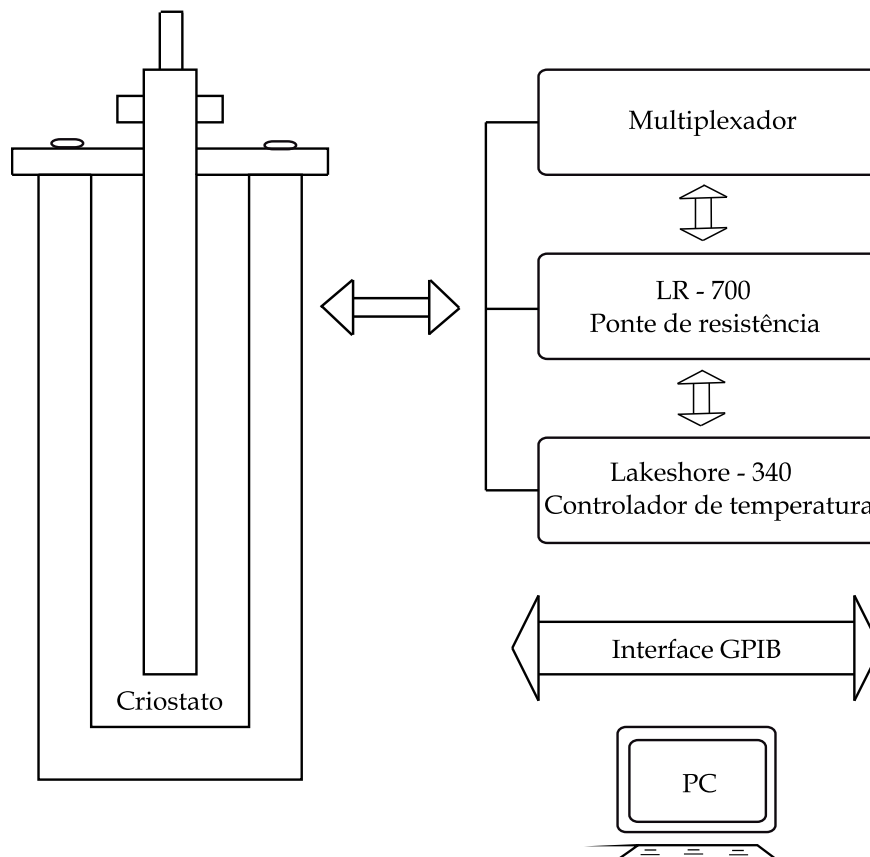 Multiplexador
LR - 700
Ponte de resistência
Lakeshore - 340
Controlador de temperatura
Interface GPIB
Criostato
PC